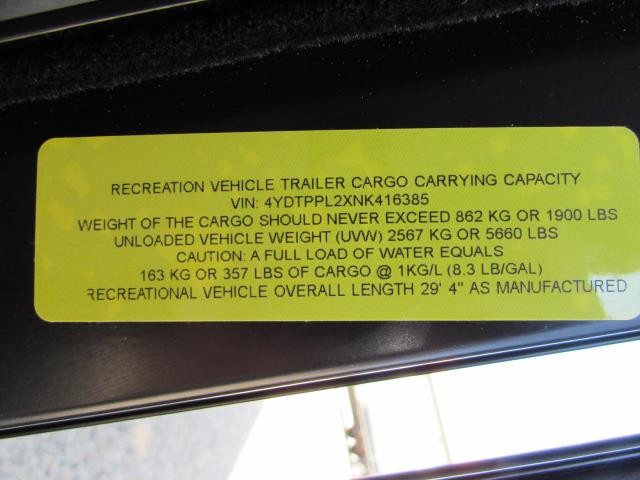 RECREATION VEHICLE TRAILER CARGO CARRYING CAPACITY
VIN: 4YDTPPL2XNK416385
WEIGHT OF THE CARGO SHOULD NEVER EXCEED 862 KG OR 1900 LBS
UNLOADED VEHICLE WEIGHT (UVW) 2567 KG OR 5660 LBS
CAUTION: A FULL LOAD OF WATER EQUALS
163 KG OR 357 LBS OF CARGO @ 1KG/L (8.3 LB/GAL)
RECREATIONAL VEHICLE OVERALL LENGTH 29' 4" AS MANUFACTURED